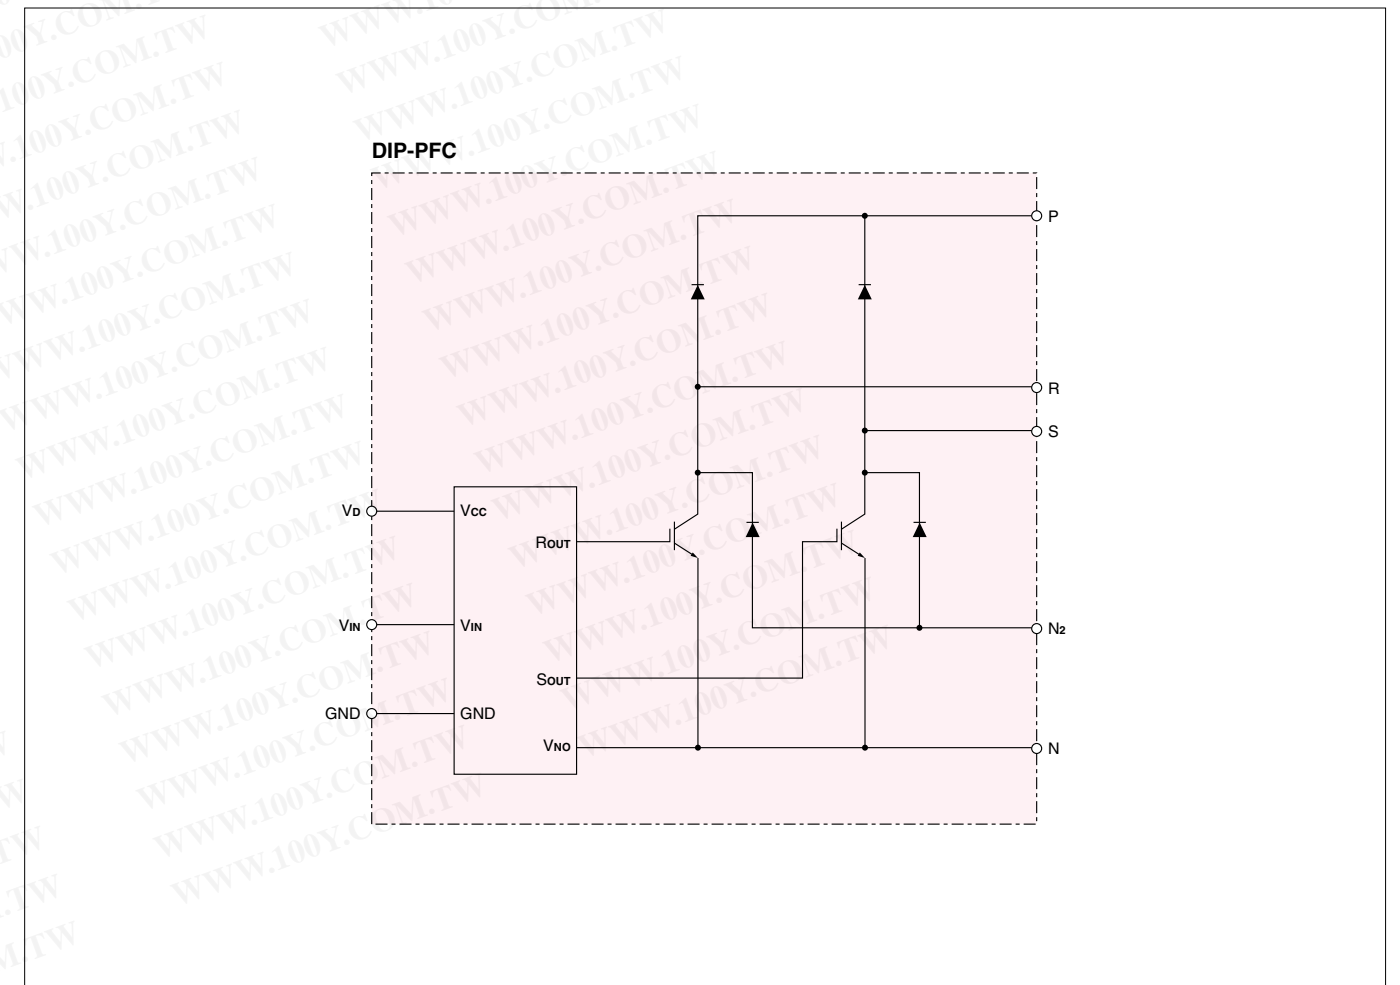 DIP-PFC
P
R
S
VD
VCC
ROUT
VIN
VIN
N2
SOUT
GND
GND
VNO
N
WWW.100Y.COM.TW